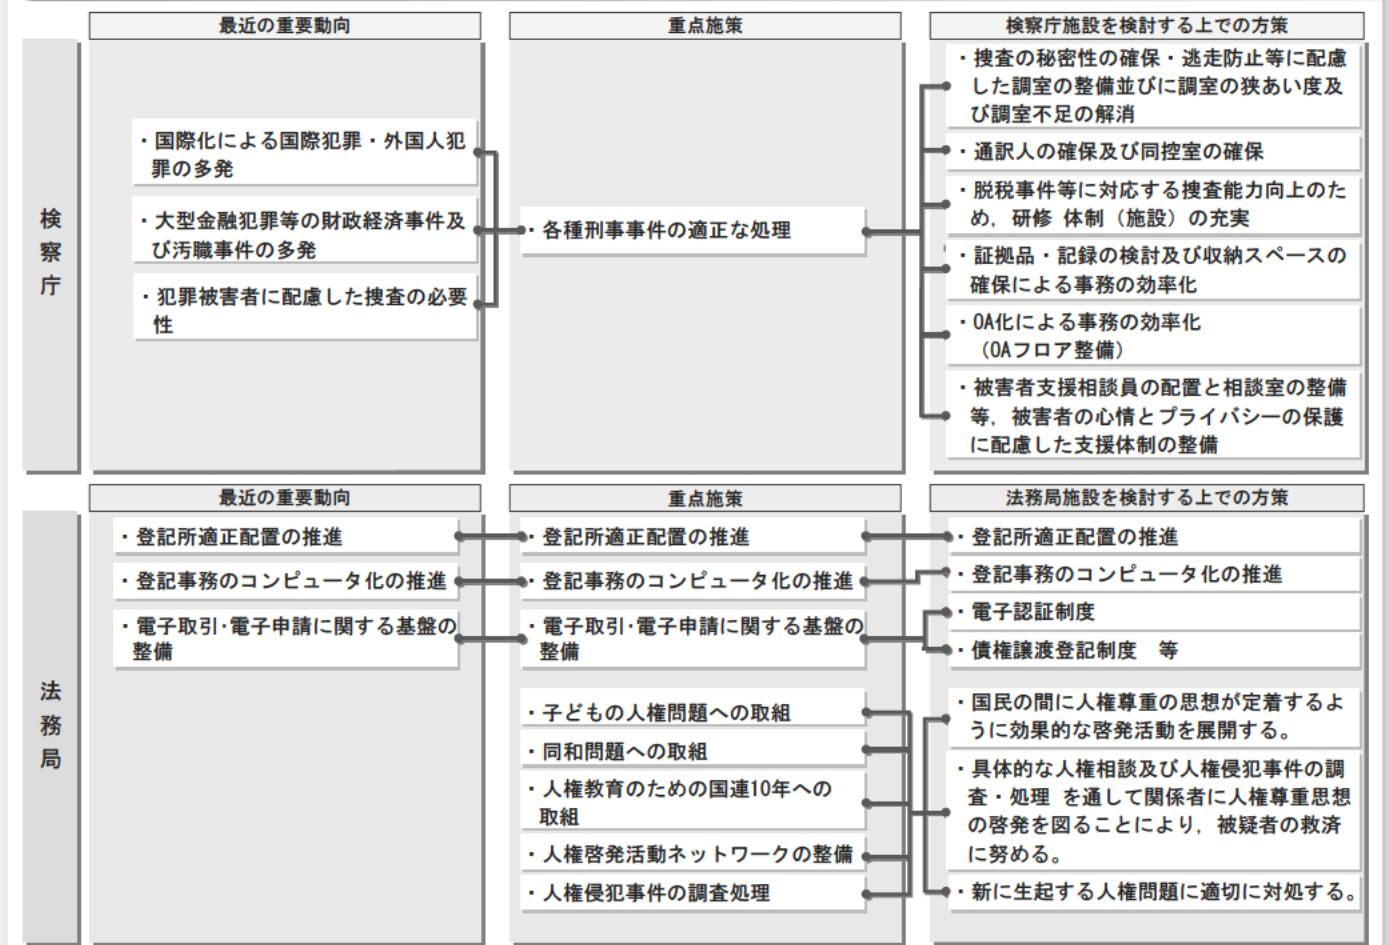 最近の重要動向
重点施策
検察庁施設を検討する上での方策
検察庁
・国際化による国際犯罪・外国人犯
罪の多発
・大型金融犯罪等の財政経済事件及
び汚職事件の多発
・犯罪被害者に配慮した捜査の必要
性
・各種刑事事件の適正な処理
・捜査の秘密性の確保・逃走防止等に配慮
した調室の整備並びに調室の狭あい度及
び調室不足の解消
・通訳人の確保及び同控室の確保
・脱税事件等に対応する捜査能力向上のた
め，研修 体制（施設）の充実
・証拠品・記録の検討及び収納スペースの
確保による事務の効率化
・OA化による事務の効率化
（OAフロア整備）
・被害者支援相談員の配置と相談室の整備
等，被害者の心情とプライバシーの保護
に配慮した支援体制の整備
最近の重要動向
重点施策
法務局施設を検討する上での方策
法務局
・登記所適正配置の推進
・登記事務のコンピュータ化の推進
・電子取引･電子申請に関する基盤の
整備
・登記所適正配置の推進
・登記事務のコンピュータ化の推進
・電子取引･電子申請に関する基盤の
整備
・子どもの人権問題への取組
・同和問題への取組
・人権教育のための国連10年への
取組
・人権啓発活動ネットワークの整備
・人権侵犯事件の調査処理
・登記所適正配置の推進
・登記事務のコンピュータ化の推進
・電子認証制度
・債権譲渡登記制度　等
・国民の間に人権尊重の思想が定着するよ
うに効果的な啓発活動を展開する。
・具体的な人権相談及び人権侵犯事件の調
査・処理 を通して関係者に人権尊重思想
の啓発を図ることにより，被疑者の救済
に努める。
・新に生起する人権問題に適切に対処する。